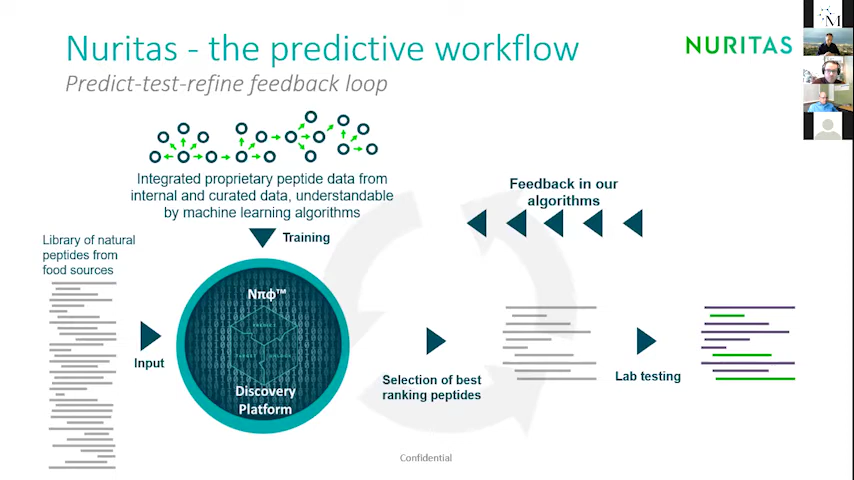 Nuritas - the predictive workflow
NURITAS
Predict-test-refine feedback loop
M
Integrated proprietary peptide data from
internal and curated data, understandable
by machine learning algorithms
Feedback in our
algorithms
Training
Library of natural
peptides from
food sources
Input
Nπϕ™
Discovery
Platform
Selection of best
ranking peptides
Lab testing
Confidential